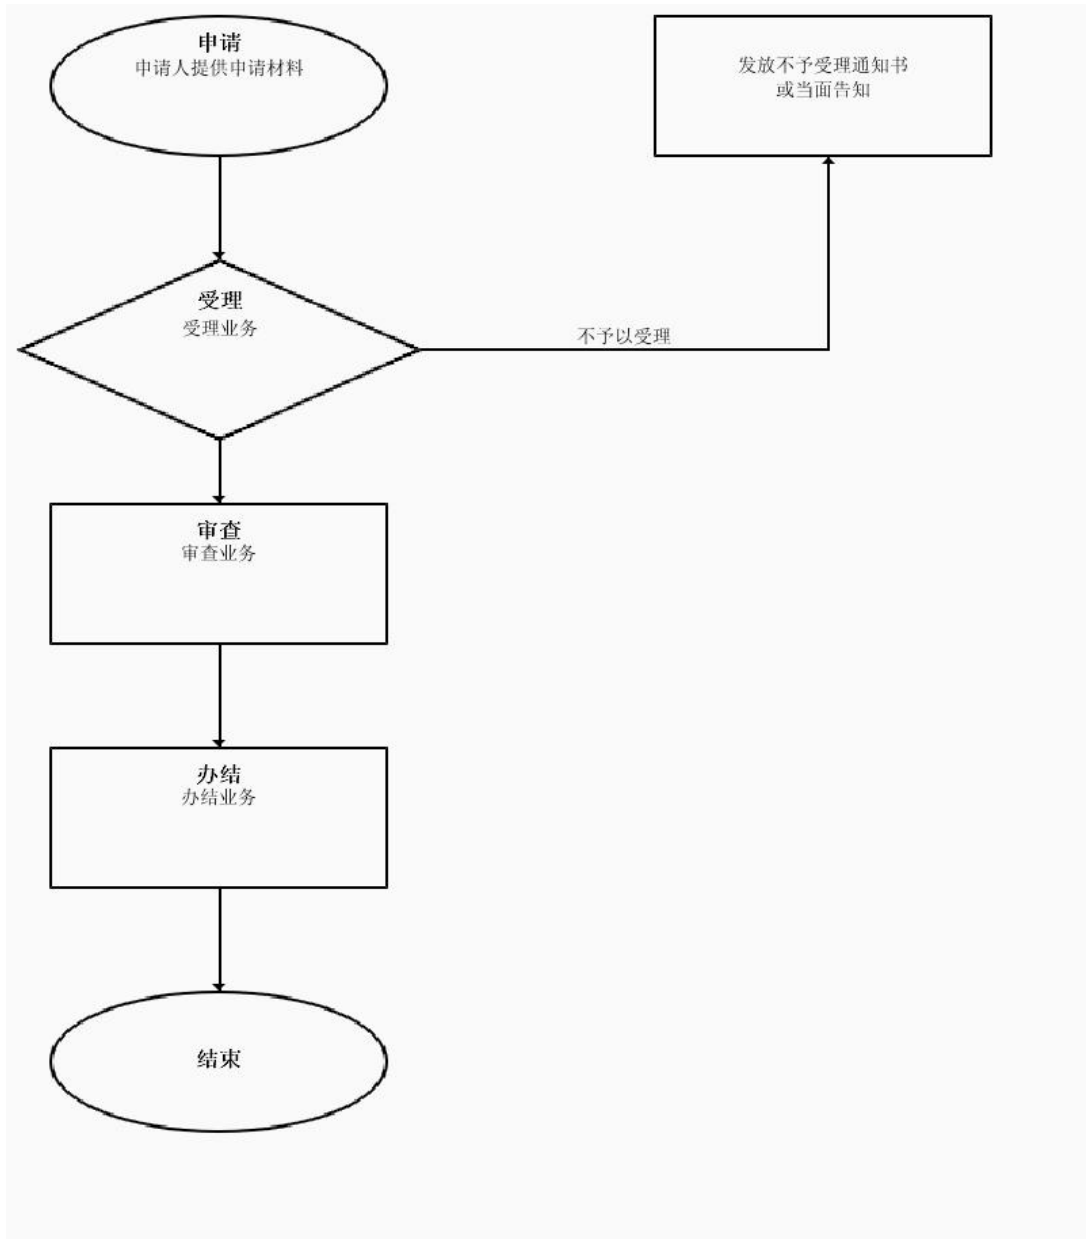 申请
申请人提供申请材料
发放不予受理通知书
或当面告知
受理
受理业务
不予以受理
审查
审查业务
办结
办结业务
结束